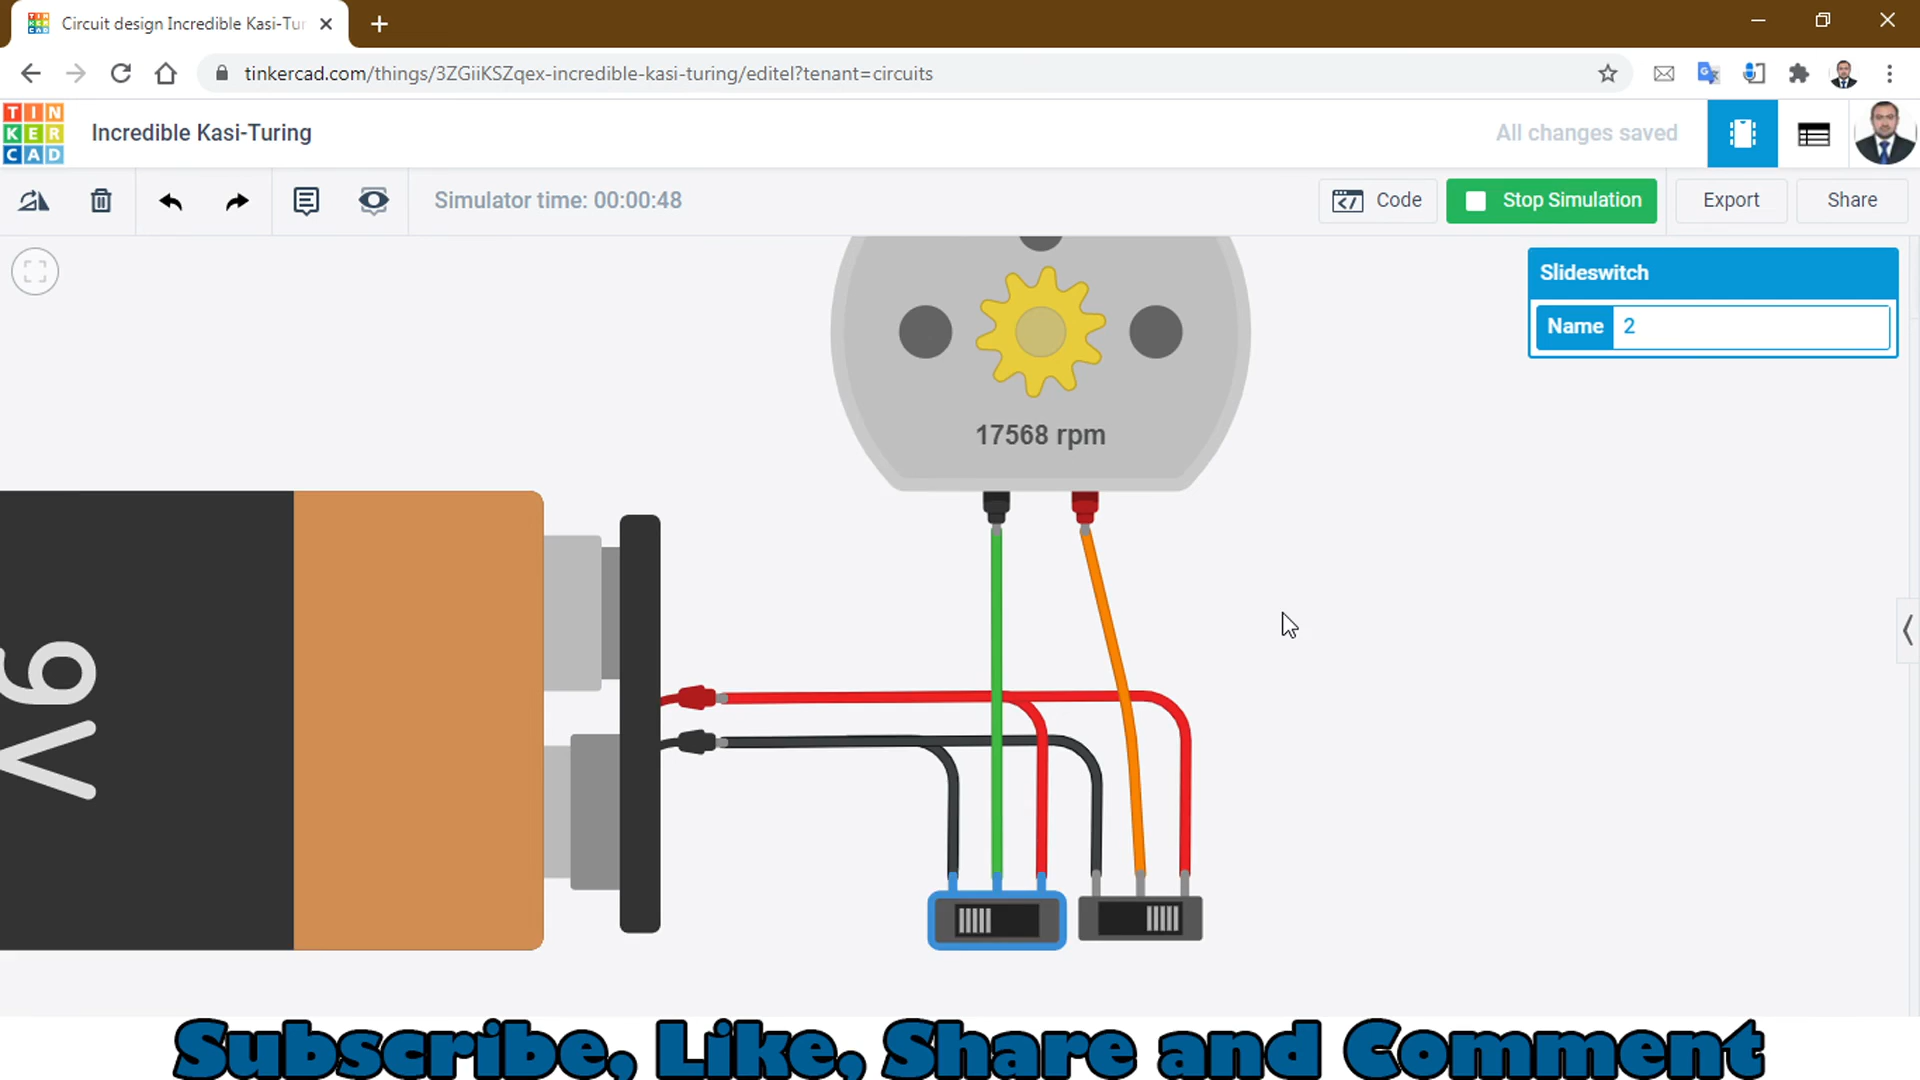 Circuit design Incredible Kasi-Tur
tinkercad.com/things/3ZGiiKSZqex-incredible-kasi-turing/editel?tenant=circuits
TIN
KER
CAD
Incredible Kasi-Turing
All changes saved
Simulator time: 00:00:48
Code
Stop Simulation
Export
Share
Slideswitch
Name 2
17568 rpm
9V
Subscribe, Like, Share and Comment